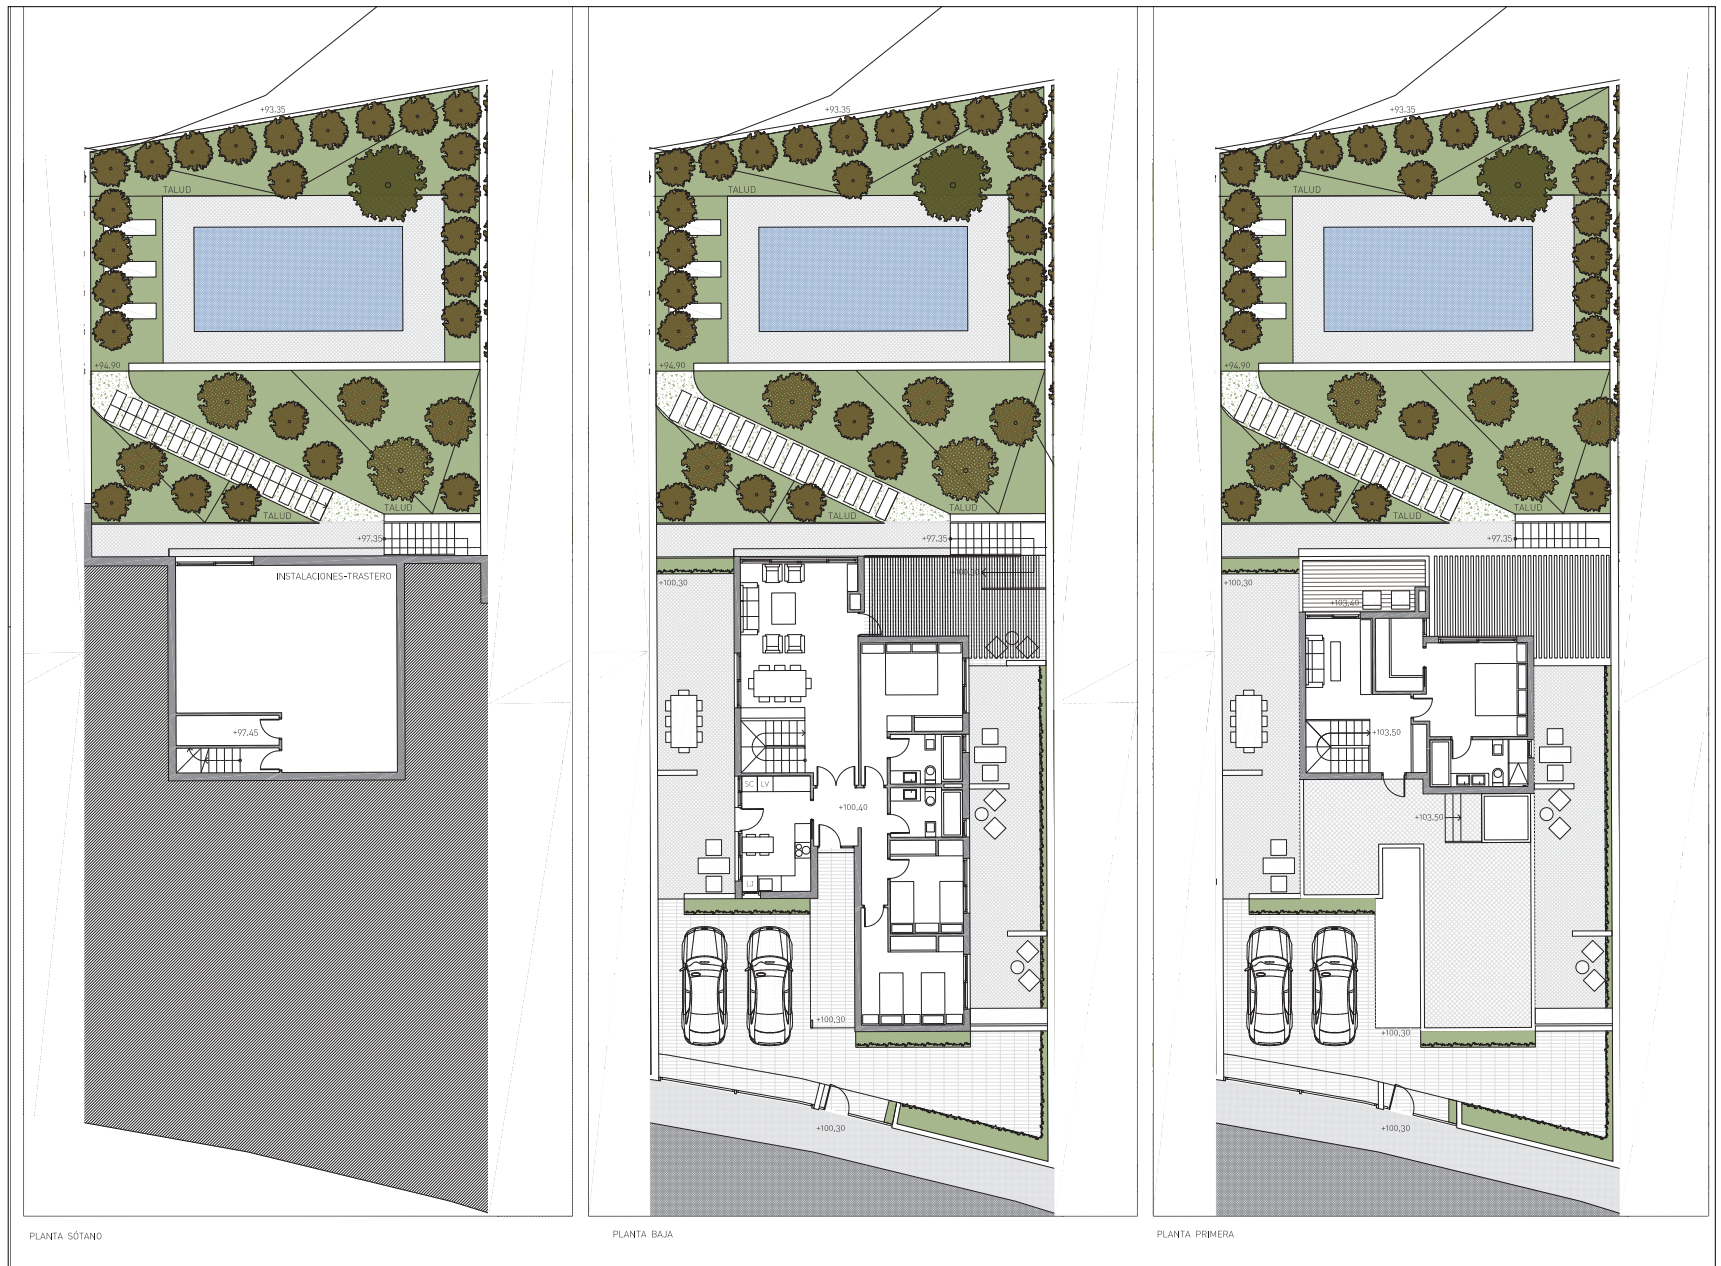 +93.35
TALUD
+94.90
TALUD
TALUD
+97.35
INSTALACIONES-TRASTERO
+97.45
PLANTA SÓTANO
+93.35
TALUD
+94.90
TALUD
TALUD
+97.35
+100,30
+100,30
SC LV
+100,40
LJ
+100,30
+100,30
PLANTA BAJA
+93.35
TALUD
+94.90
TALUD
TALUD
+97.35
+100,30
+103,40
+103,50
+103,50
+100,30
+100,30
PLANTA PRIMERA